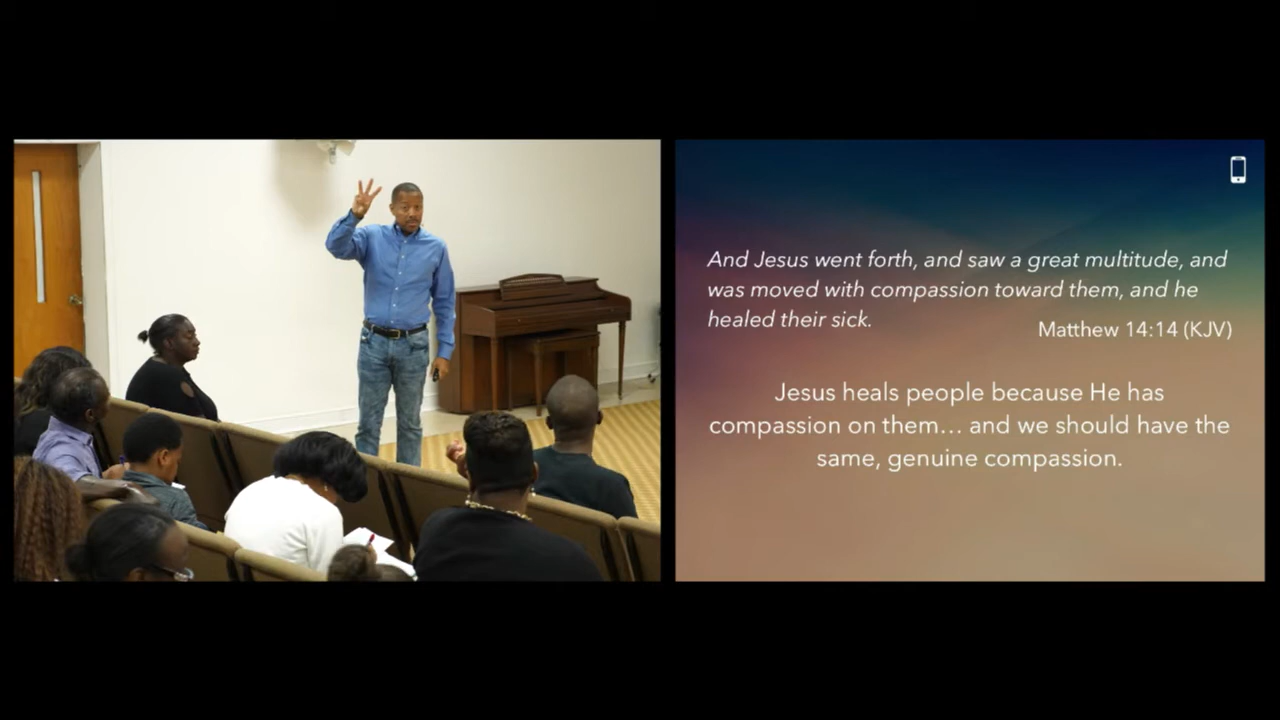 And Jesus went forth, and saw a great multitude, and
was moved with compassion toward them, and he
healed their sick.
Matthew 14:14 (KJV)
Jesus heals people because He has
compassion on them... and we should have the
same, genuine compassion.